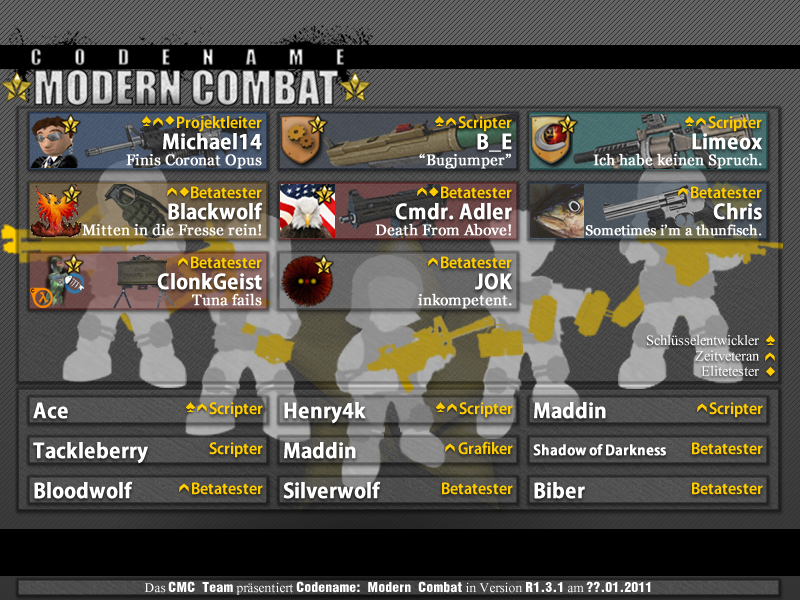 CODENAME
MODERN COMBAT
Projektleiter
Michael14
Finis Coronat Opus
Scripter
B_E
“Bugjumper”
Scripter
Limeox
Ich habe keinen Spruch.
Betatester
Blackwolf
Mitten in die Fresse rein!
Betatester
Cmdr. Adler
Death From Above!
Betatester
Chris
Sometimes i'm a thunfisch.
Betatester
ClonkGeist
Tuna fails
Betatester
JOK
inkompetent.
Schlüsselentwickler
Zeitveteran
Elitetester
Ace Scripter
Henry4k Scripter
Maddin Scripter
Tackleberry Scripter
Maddin Grafiker
Shadow of Darkness Betatester
Bloodwolf Betatester
Silverwolf Betatester
Biber Betatester
Das CMC Team präsentiert Codename: Modern Combat in Version R1.3.1 am ??.01.2011